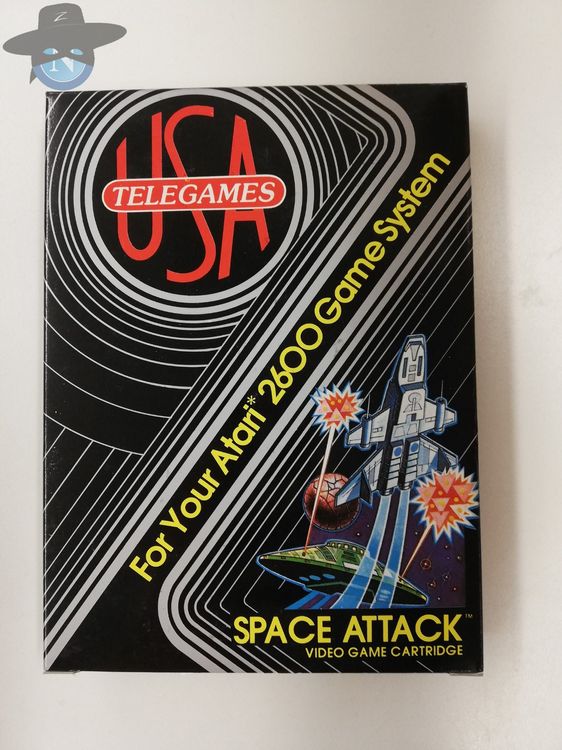 Z
N
USA
TELEGAMES
For Your Atari* 2600 Game System
SPACE ATTACK™
VIDEO GAME CARTRIDGE